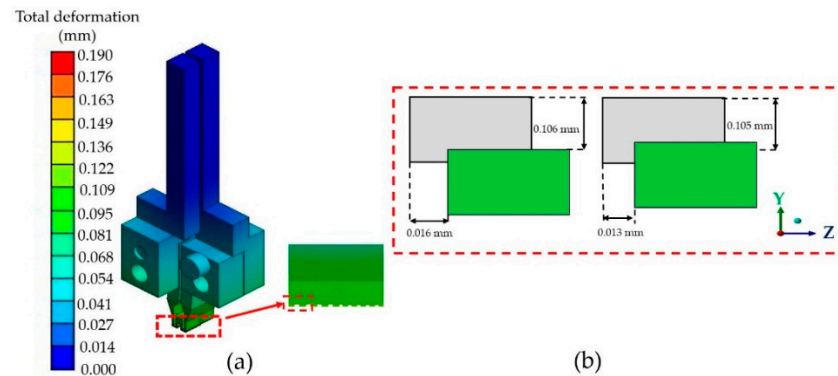 Total deformation
(mm)
0.190
0.176
0.163
0.149
0.136
0.122
0.109
0.095
0.081
0.068
0.054
0.041
0.027
0.014
0.000
(a)
0.106 mm
0.105 mm
0.016 mm
0.013 mm
Y
Z
(b)